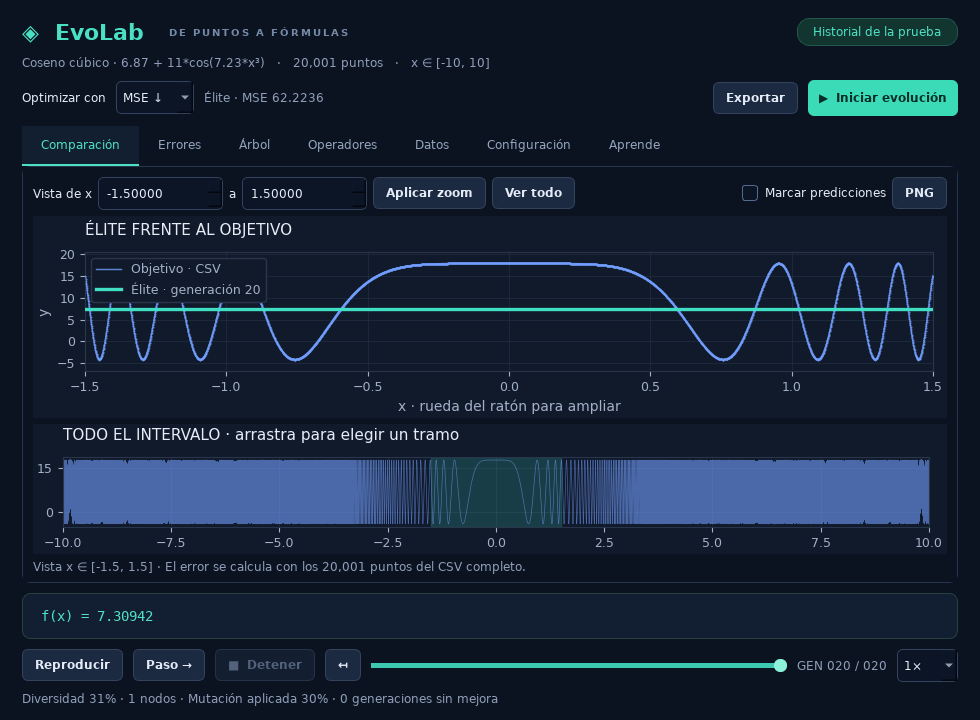 ◈ EvoLab DE PUNTOS A FÓRMULAS Historial de la prueba
Coseno cúbico · 6.87 + 11*cos(7.23*x³) · 20,001 puntos · x ∈ [-10, 10]
Optimizar con MSE ↓ Élite · MSE 62.2236 Exportar ▶ Iniciar evolución
Comparación Errores Árbol Operadores Datos Configuración Aprende
Vista de x -1.50000 a 1.50000 Aplicar zoom Ver todo Marcar predicciones PNG
ÉLITE FRENTE AL OBJETIVO
20
15
10
5
0
−5
y
Objetivo · CSV
Élite · generación 20
−1.5 −1.0 −0.5 0.0 0.5 1.0 1.5
x · rueda del ratón para ampliar
TODO EL INTERVALO · arrastra para elegir un tramo
15
0
−10.0 −7.5 −5.0 −2.5 0.0 2.5 5.0 7.5 10.0
Vista x ∈ [-1.5, 1.5] · El error se calcula con los 20,001 puntos del CSV completo.
f(x) = 7.30942
Reproducir Paso → ■ Detener ↤ GEN 020 / 020 1×
Diversidad 31% · 1 nodos · Mutación aplicada 30% · 0 generaciones sin mejora